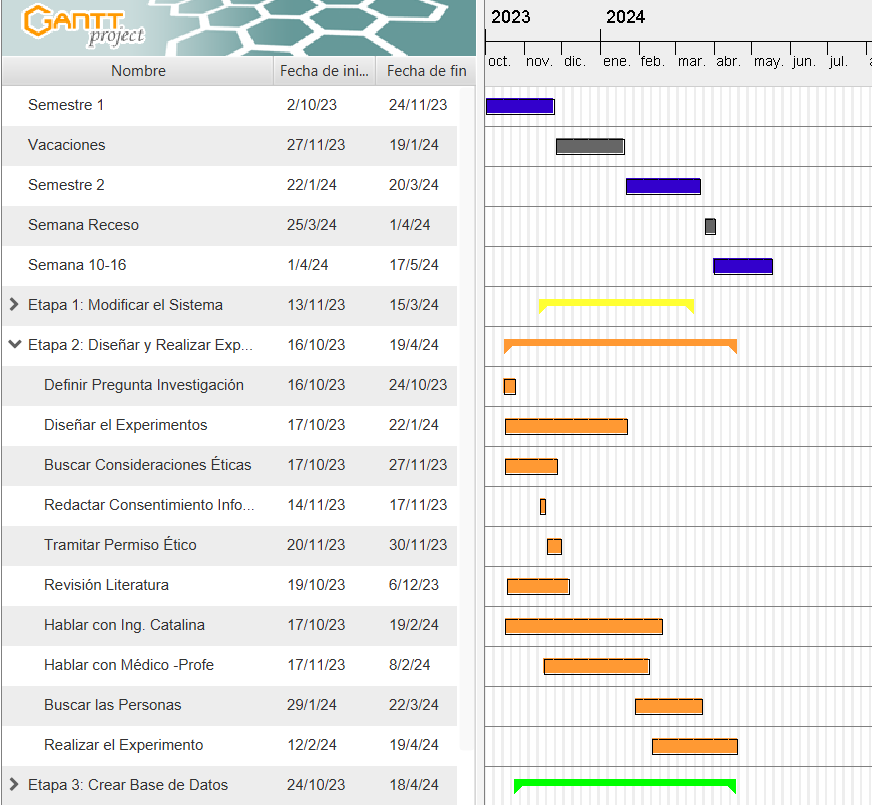 GANTT project
2023 2024
Nombre Fecha de ini... Fecha de fin oct. nov. dic. ene. feb. mar. abr. may. jun. jul.
Semestre 1 2/10/23 24/11/23
Vacaciones 27/11/23 19/1/24
Semestre 2 22/1/24 20/3/24
Semana Receso 25/3/24 1/4/24
Semana 10-16 1/4/24 17/5/24
Etapa 1: Modificar el Sistema 13/11/23 15/3/24
Etapa 2: Diseñar y Realizar Exp... 16/10/23 19/4/24
Definir Pregunta Investigación 16/10/23 24/10/23
Diseñar el Experimentos 17/10/23 22/1/24
Buscar Consideraciones Éticas 17/10/23 27/11/23
Redactar Consentimiento Info... 14/11/23 17/11/23
Tramitar Permiso Ético 20/11/23 30/11/23
Revisión Literatura 19/10/23 6/12/23
Hablar con Ing. Catalina 17/10/23 19/2/24
Hablar con Médico -Profe 17/11/23 8/2/24
Buscar las Personas 29/1/24 22/3/24
Realizar el Experimento 12/2/24 19/4/24
Etapa 3: Crear Base de Datos 24/10/23 18/4/24